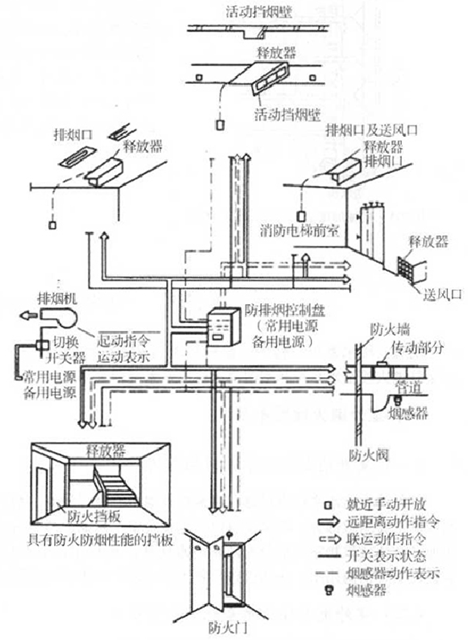 活动挡烟壁
释放器
活动挡烟壁
排烟口
释放器
排烟口及送风口
释放器
排烟口
消防电梯前室
释放器
送风口
排烟机
起动指令
运动表示
切换
开关器
常用电源
备用电源
防排烟控制盘
(常用电源
备用电源)
防火墙
传动部分
管道
烟感器
防火阀
释放器
防火挡板
具有防火防烟性能的挡板
防火门
就近手动开放
远距离动作指令
联运动作指令
开关表示状态
烟感器动作表示
烟感器